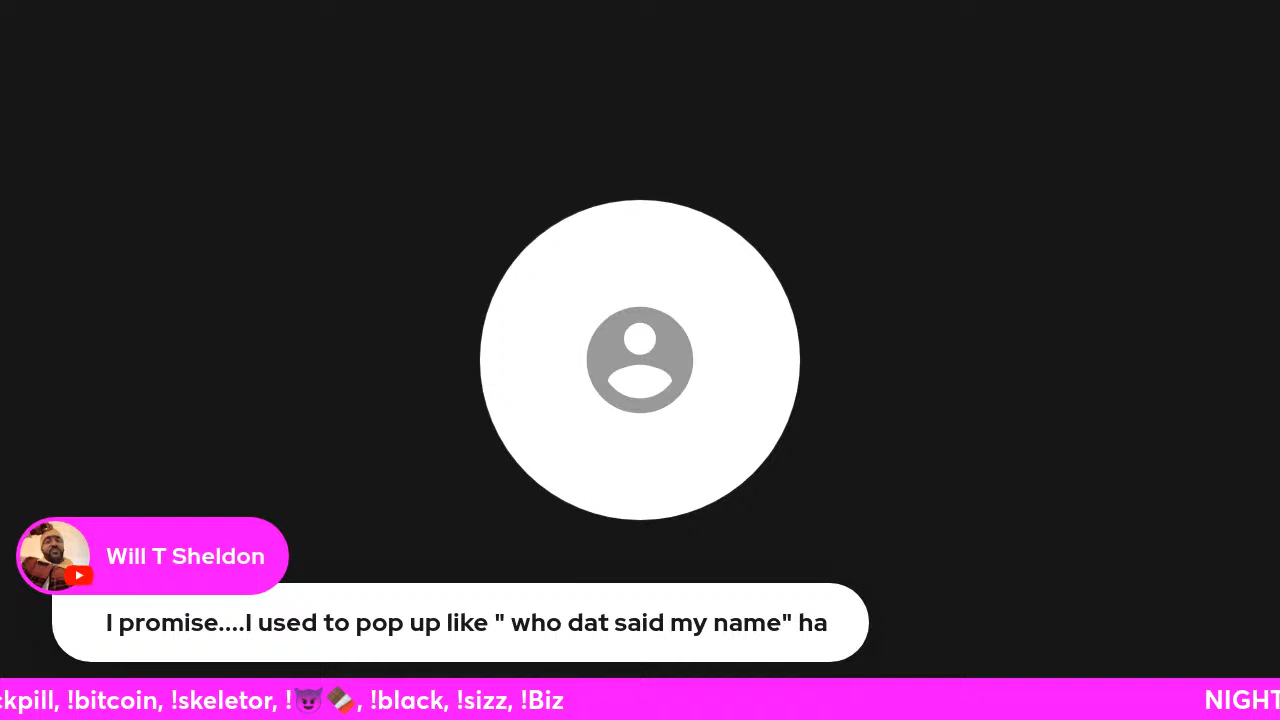 Will T Sheldon
I promise....I used to pop up like " who dat said my name" ha
ckpill, !bitcoin, !skeletor, !😈🍫, !black, !sizz, !Biz NIGHT